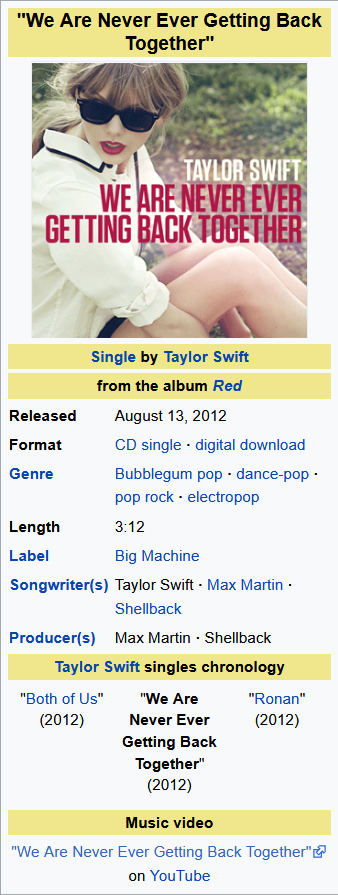 "We Are Never Ever Getting Back
Together"
TAYLOR SWIFT
WE ARE NEVER EVER
GETTING BACK TOGETHER
Single by Taylor Swift
from the album Red
Released August 13, 2012
Format CD single · digital download
Genre Bubblegum pop · dance-pop ·
pop rock · electropop
Length 3:12
Label Big Machine
Songwriter(s) Taylor Swift · Max Martin ·
Shellback
Producer(s) Max Martin · Shellback
Taylor Swift singles chronology
"Both of Us"
(2012)
"We Are
Never Ever
Getting Back
Together"
(2012)
"Ronan"
(2012)
Music video
"We Are Never Ever Getting Back Together"
on YouTube